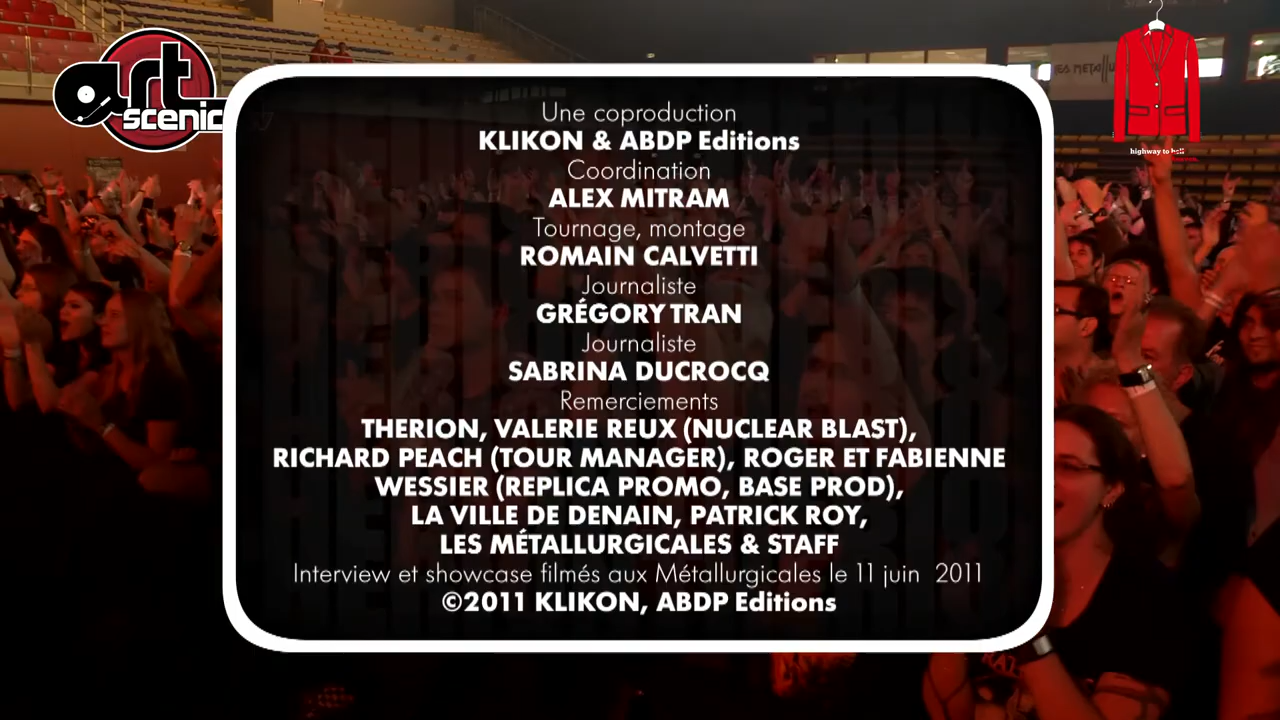 art
scenic
LES METALLU
highway to hell
Une coproduction
KLIKON & ABDP Editions
Coordination
ALEX MITRAM
Tournage, montage
ROMAIN CALVETTI
Journaliste
GRÉGORY TRAN
Journaliste
SABRINA DUCROCQ
Remerciements
THERION, VALERIE REUX (NUCLEAR BLAST),
RICHARD PEACH (TOUR MANAGER), ROGER ET FABIENNE
WESSIER (REPLICA PROMO, BASE PROD),
LA VILLE DE DENAIN, PATRICK ROY,
LES MÉTALLURGICALES & STAFF
Interview et showcase filmés aux Métallurgicales le 11 juin 2011
©2011 KLIKON, ABDP Editions